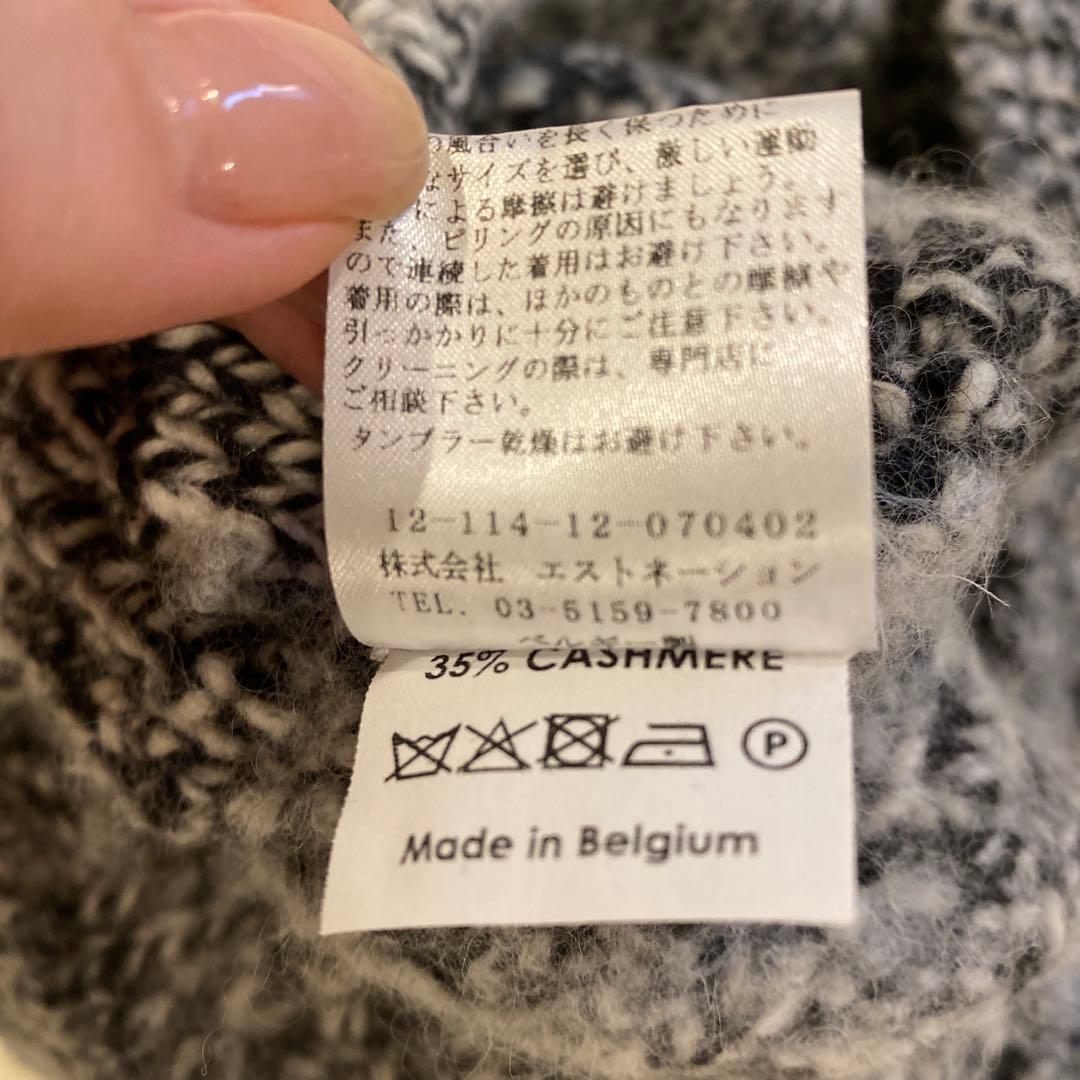 風合いを長く保つために
なサイズを選び、激しい運動
による摩擦は避けましょう。
また、ピリングの原因にもなります
ので連続した着用はお避け下さい。
着用の際は、ほかのものとの摩擦や
引っかかりに十分にご注意下さい。
クリーニングの際は、専門店に
ご相談下さい。
タンブラー乾燥はお避け下さい。
12-114-12-070402
株式会社 エストネーション
TEL. 03-5159-7800
ベルギー製
35% CASHMERE
P
Made in Belgium